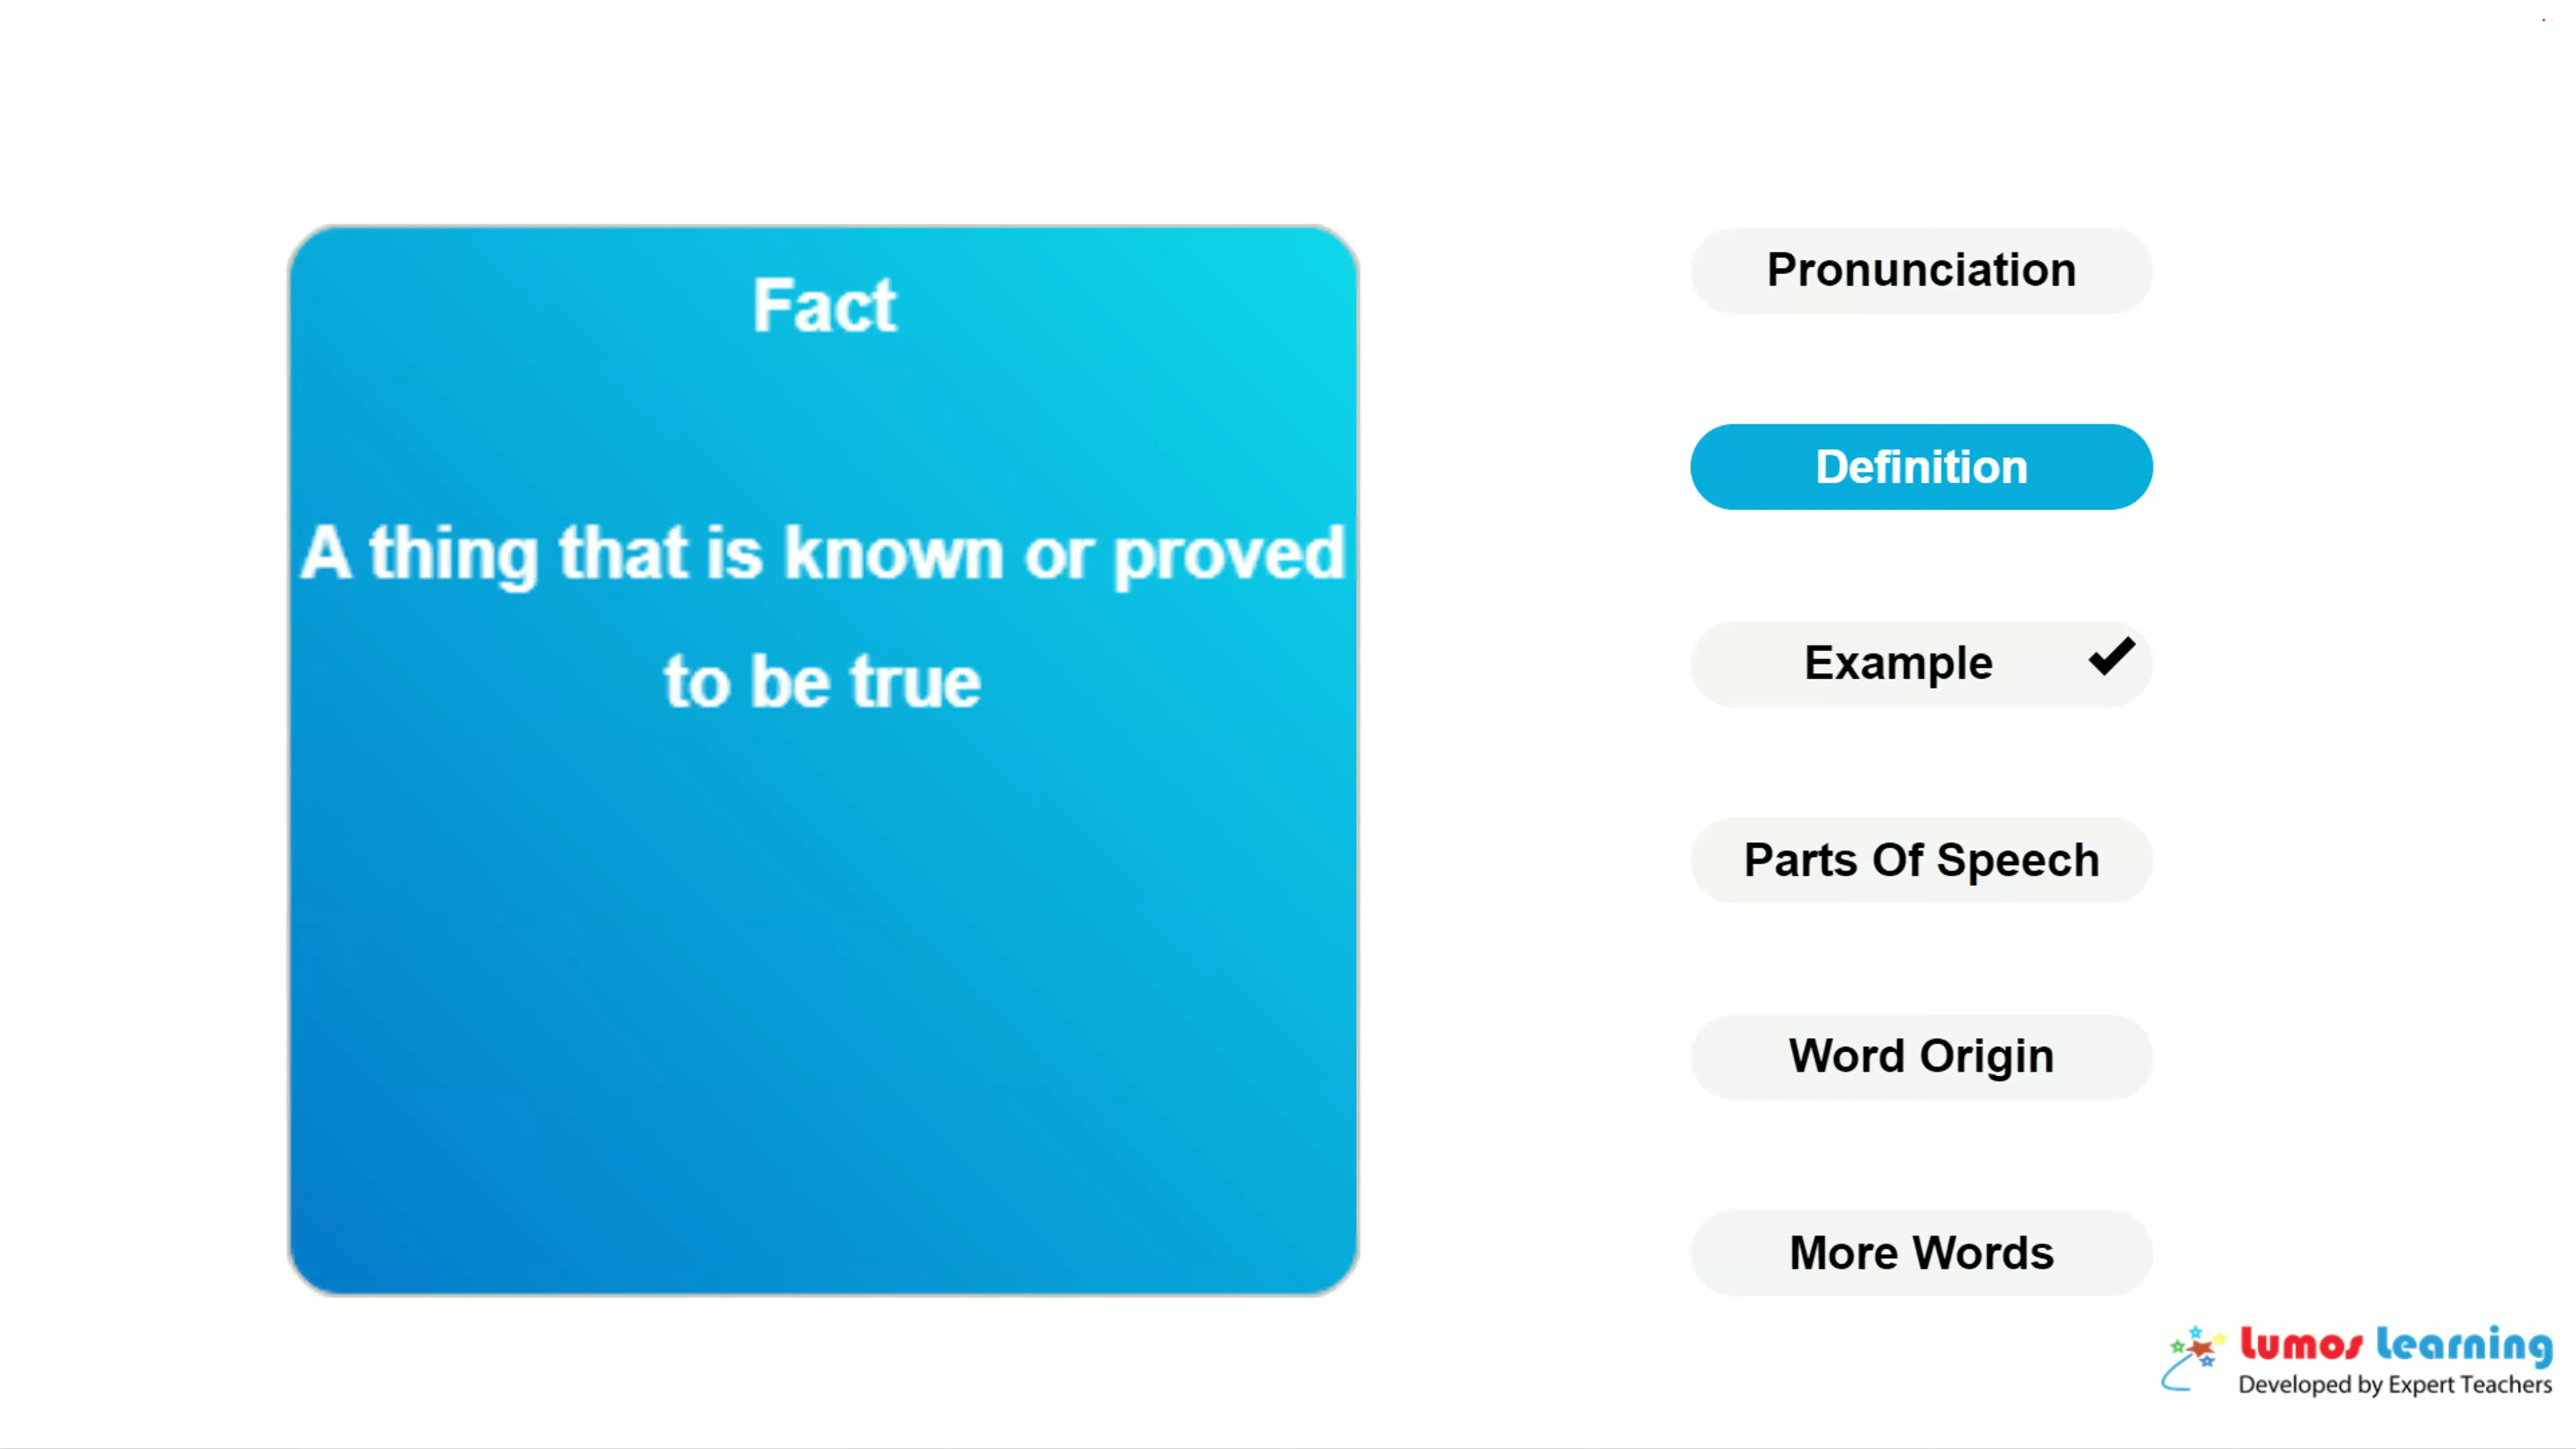 Fact
A thing that is known or proved
to be true
Pronunciation
Definition
Example
Parts Of Speech
Word Origin
More Words
Lumos Learning
Developed by Expert Teachers